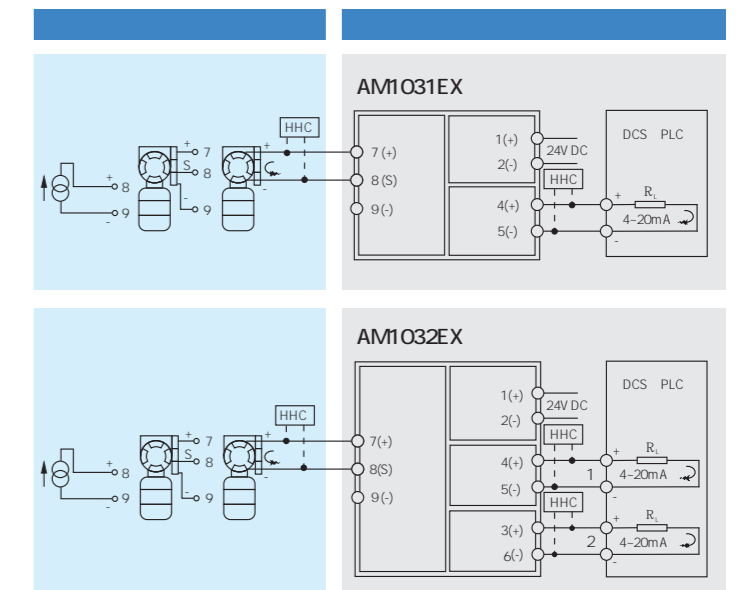 AM1031EX
HHC
7(+)
8(S)
9(-)
1(+)
24V DC
2(-)
HHC
4(+)
5(-)
DCS PLC
+
RL
4~20mA
-
+
8
9
-
+
7
S
8
-
9
+
-
AM1032EX
HHC
7(+)
8(S)
9(-)
1(+)
24V DC
2(-)
HHC
4(+)
1
5(-)
HHC
3(+)
2
6(-)
DCS PLC
+
RL
4~20mA
-
+
RL
4~20mA
-
+
8
9
-
+
7
S
8
-
9
+
-